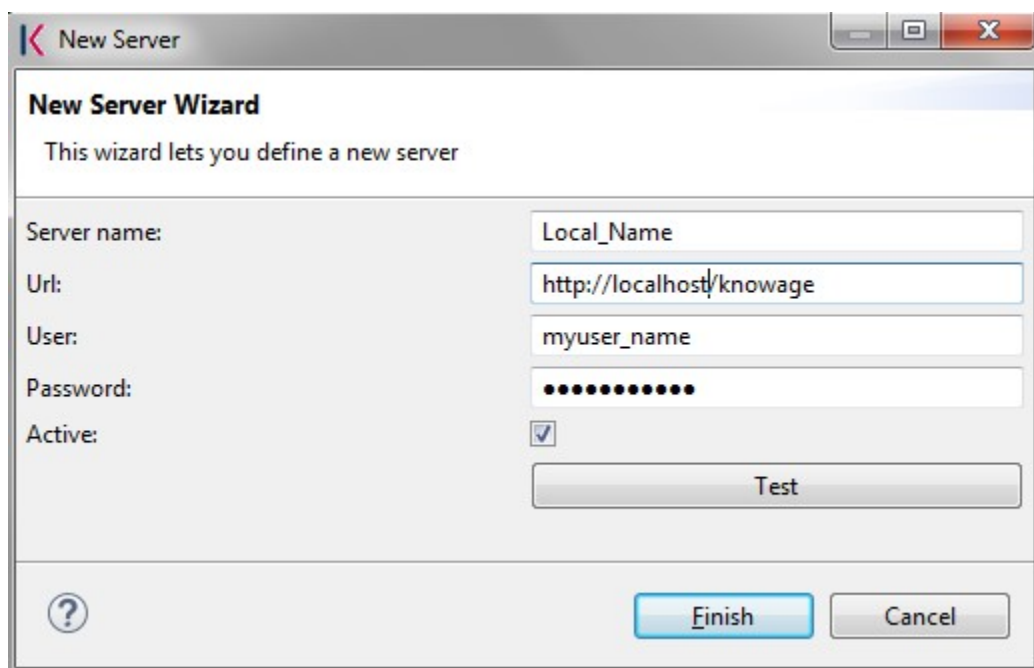 New Server
New Server Wizard
This wizard lets you define a new server
Server name: Local_Name
Url: http://localhost/knowage
User: myuser_name
Password: ●●●●●●●●●●●
Active:
Test
? Finish Cancel